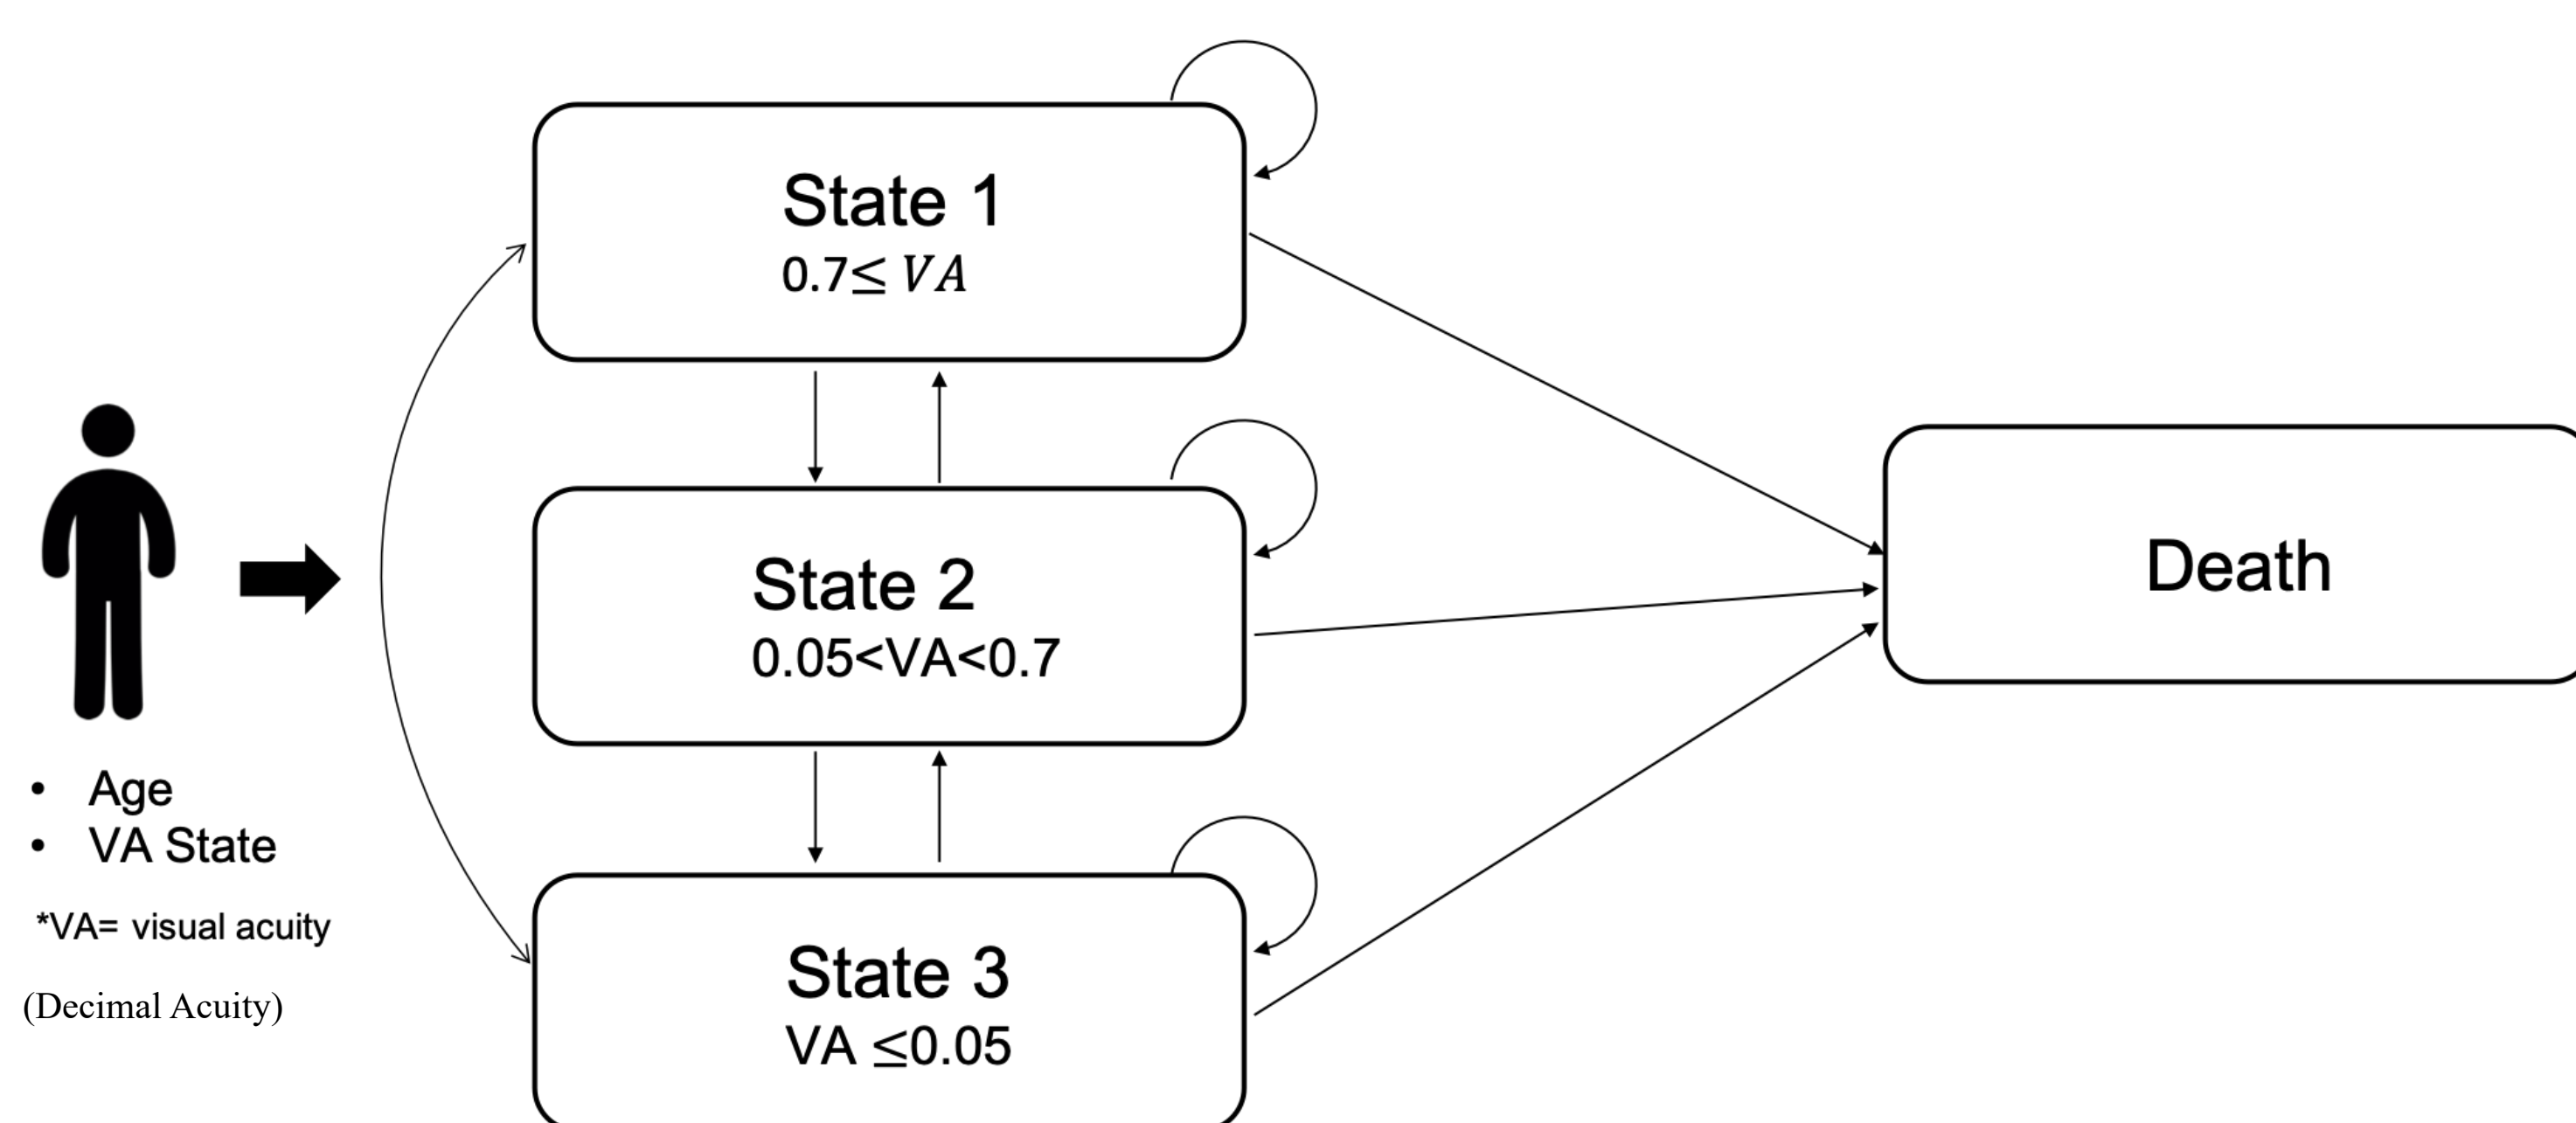 State 1
0.7≤ VA
State 2
0.05<VA<0.7
Death
• Age
• VA State
*VA= visual acuity
(Decimal Acuity)
State 3
VA ≤0.05